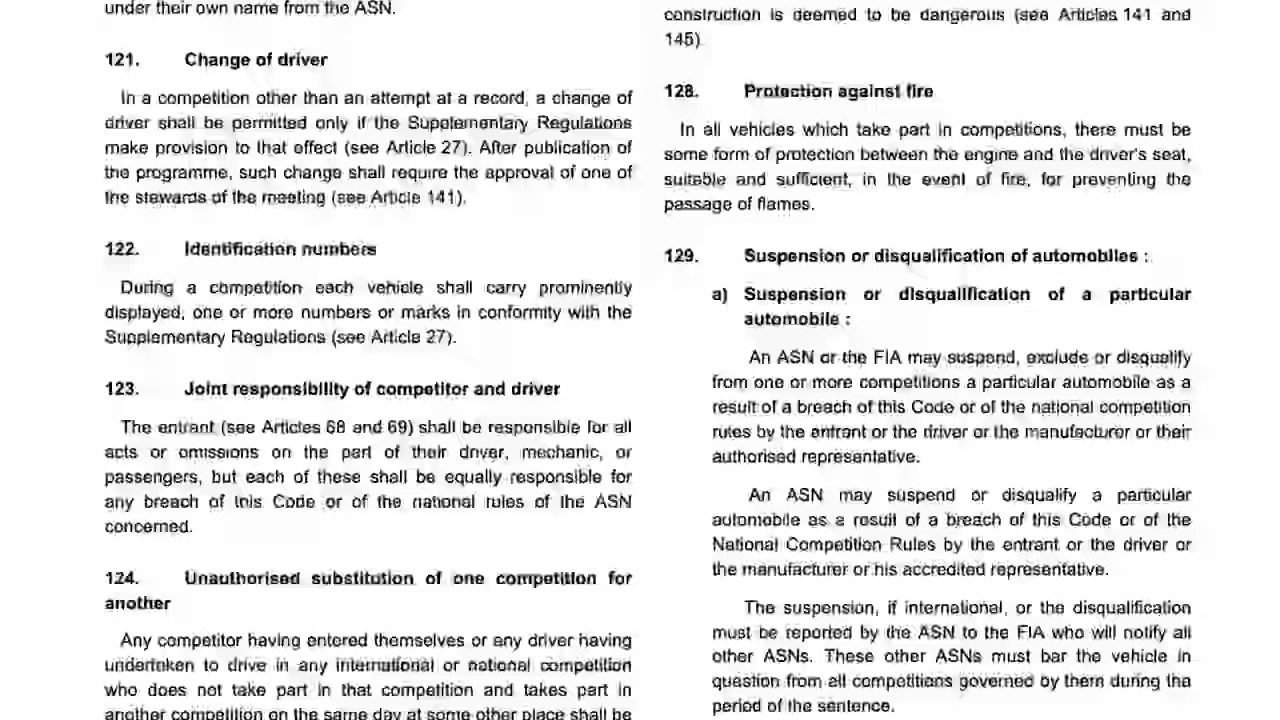 under their own name from the ASN.
121. Change of driver
In a competition other than an attempt at a record, a change of
driver shall be permitted only if the Supplementary Regulations
make provision to that effect (see Article 27). After publication of
the programme, such change shall require the approval of one of
the stewards of the meeting (see Article 141).
122. Identification numbers
During a competition each vehicle shall carry prominently
displayed, one or more numbers or marks in conformity with the
Supplementary Regulations (see Article 27).
123. Joint responsibility of competitor and driver
The entrant (see Articles 68 and 69) shall be responsible for all
acts or omissions on the part of their driver, mechanic, or
passengers, but each of these shall be equally responsible for
any breach of this Code or of the national rules of the ASN
concerned.
124. Unauthorised substitution of one competition for
another
Any competitor having entered themselves or any driver having
undertaken to drive in any international or national competition
who does not take part in that competition and takes part in
another competition on the same day at some other place shall be
construction is deemed to be dangerous (see Articles 141 and
145)
128. Protection against fire
In all vehicles which take part in competitions, there must be
some form of protection between the engine and the driver's seat,
suitable and sufficient, in the event of fire, for preventing the
passage of flames.
129. Suspension or disqualification of automobiles :
a) Suspension or disqualification of a particular
automobile :
An ASN or the FIA may suspend, exclude or disqualify
from one or more competitions a particular automobile as a
result of a breach of this Code or of the national competition
rules by the entrant or the driver or the manufacturer or their
authorised representative.
An ASN may suspend or disqualify a particular
automobile as a result of a breach of this Code or of the
National Competition Rules by the entrant or the driver or
the manufacturer or his accredited representative.
The suspension, if international, or the disqualification
must be reported by the ASN to the FIA who will notify all
other ASNs. These other ASNs must bar the vehicle in
question from all competitions governed by them during the
period of the sentence.